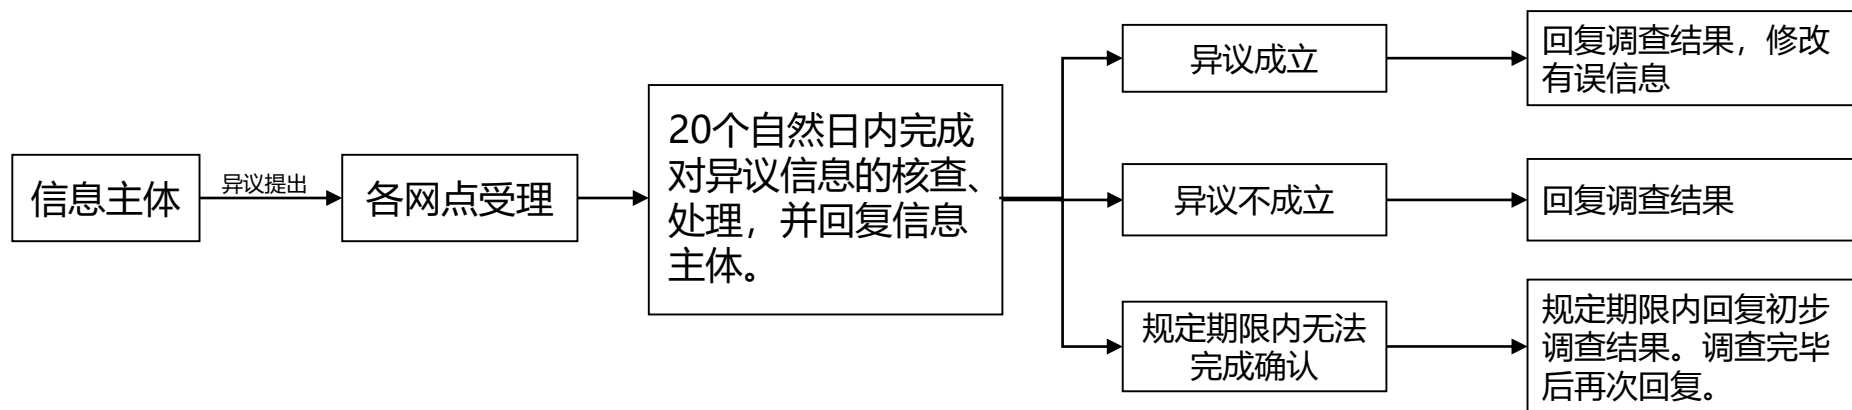 信息主体
异议提出
各网点受理
20个自然日内完成
对异议信息的核查、
处理，并回复信息
主体。
异议成立
回复调查结果，修改
有误信息
异议不成立
回复调查结果
规定期限内无法
完成确认
规定期限内回复初步
调查结果。调查完毕
后再次回复。